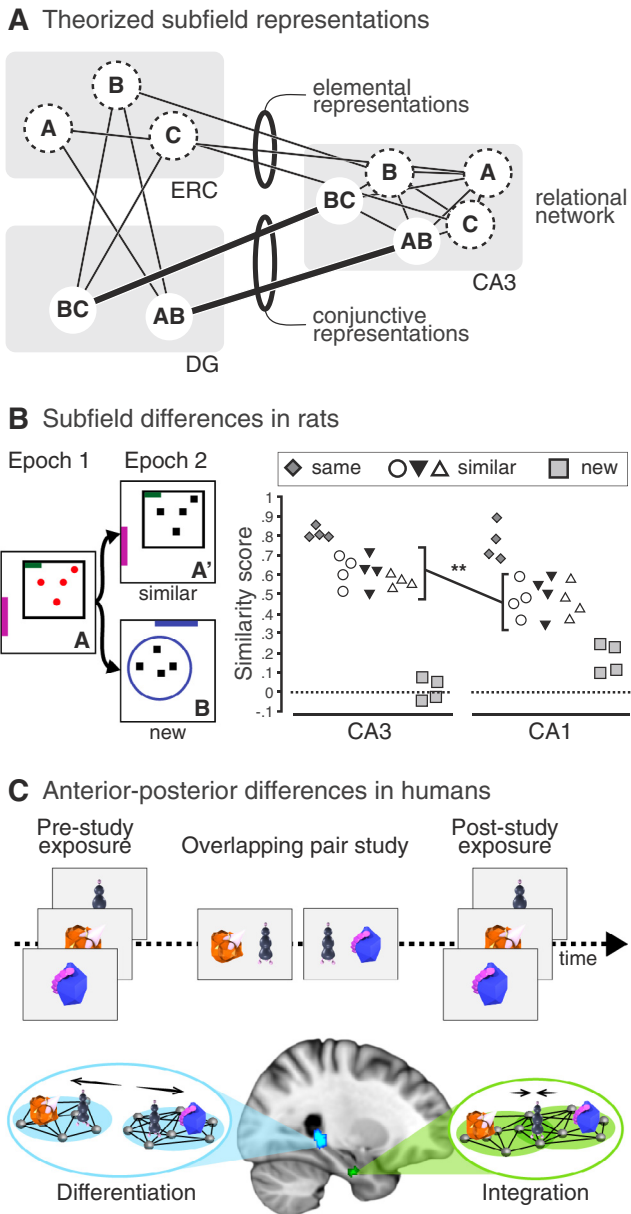 A Theorized subfield representations
B
A
C
ERC
elemental
representations
B
A
BC
C
AB
relational
network
CA3
BC
AB
DG
conjunctive
representations
B Subfield differences in rats
Epoch 1
Epoch 2
A
A'
similar
B
new
same
similar
new
Similarity score
1
.9
.8
.7
.6
.5
.4
.3
.2
.1
0
-.1
**
CA3
CA1
C Anterior-posterior differences in humans
Pre-study
exposure
Overlapping pair study
Post-study
exposure
time
Differentiation
Integration